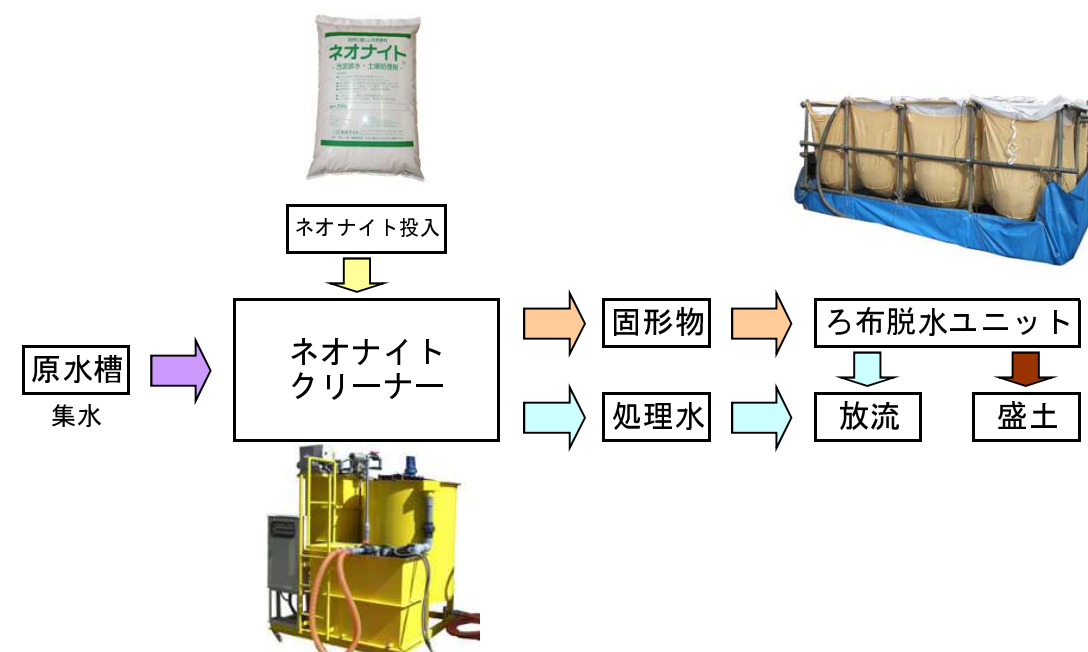 ネオナイト
ネオナイト投入
原水槽
集水
ネオナイト
クリーナー
固形物
ろ布脱水ユニット
処理水
放流
盛土